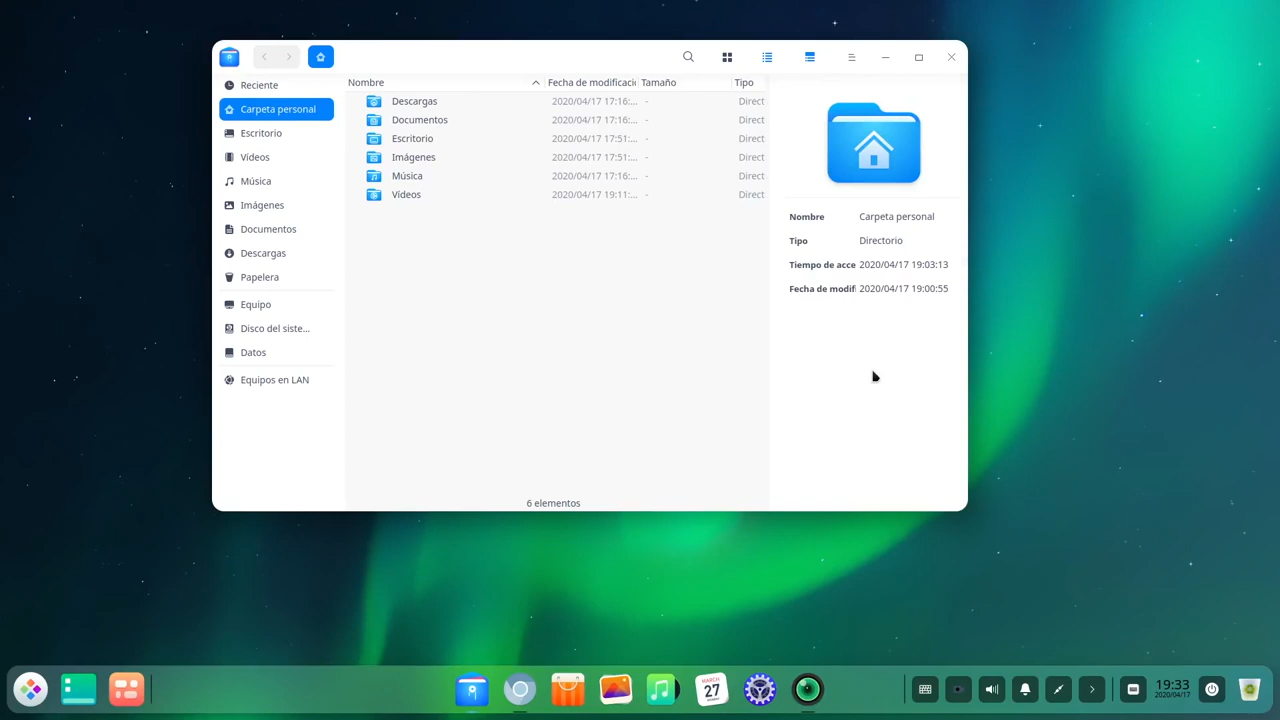 Nombre
Fecha de modificaci
Tamaño
Tipo
Reciente
Carpeta personal
Escritorio
Vídeos
Música
Imágenes
Documentos
Descargas
Papelera
Equipo
Disco del siste...
Datos
Equipos en LAN
Descargas 2020/04/17 17:16:... - Direct
Documentos 2020/04/17 17:16:... - Direct
Escritorio 2020/04/17 17:51:... - Direct
Imágenes 2020/04/17 17:51:... - Direct
Música 2020/04/17 17:16:... - Direct
Vídeos 2020/04/17 19:11:... - Direct
6 elementos
Nombre Carpeta personal
Tipo Directorio
Tiempo de acce 2020/04/17 19:03:13
Fecha de modif 2020/04/17 19:00:55
MARCH
27
19:33
2020/04/17